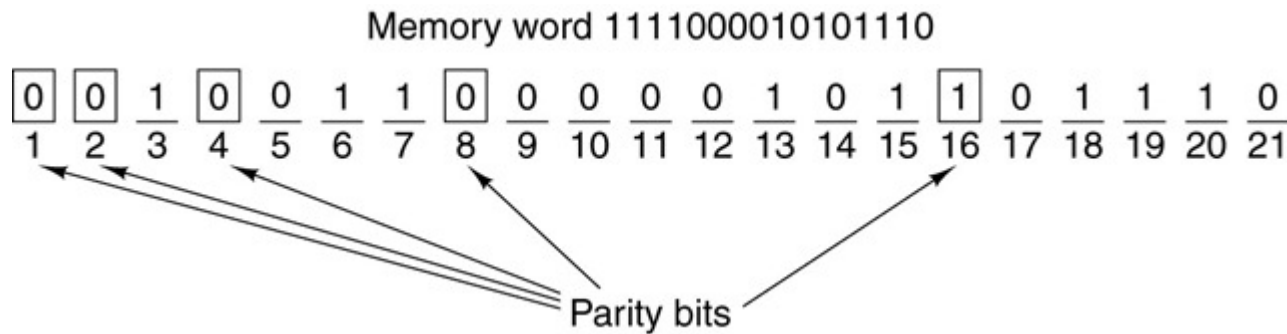 Memory word 1111000010101110
0 0 1 0 0 1 1 0 0 0 0 0 1 0 1 1 0 1 1 1 0
1 2 3 4 5 6 7 8 9 10 11 12 13 14 15 16 17 18 19 20 21
Parity bits